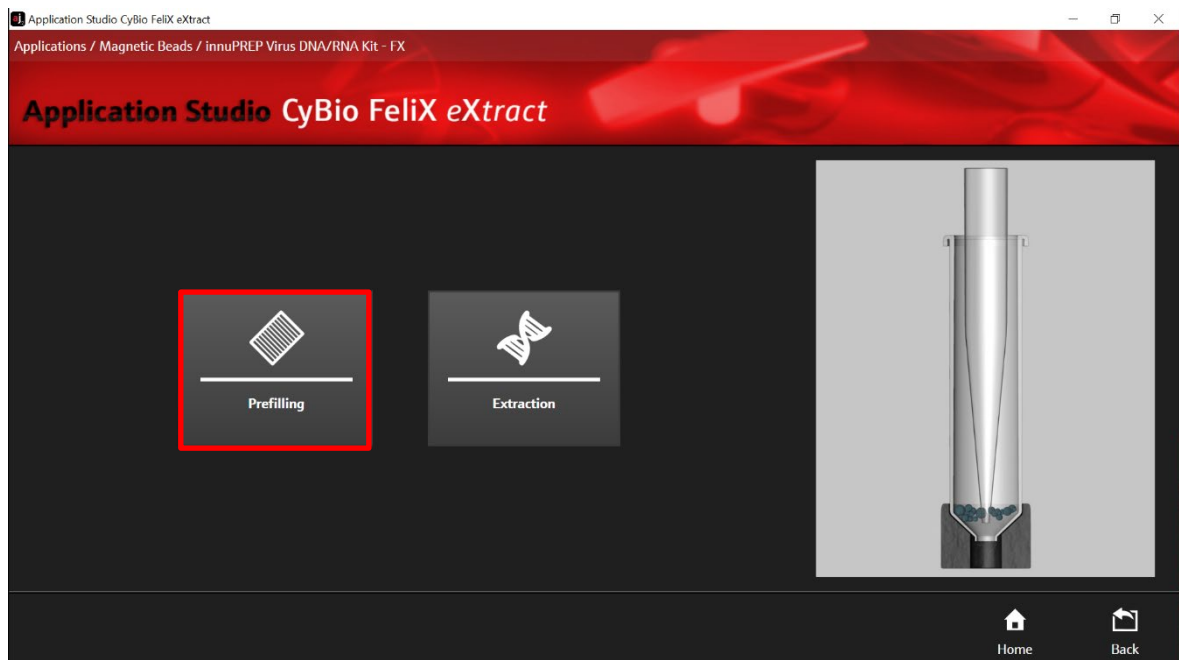 Application Studio CyBio FeliX eXtract
Applications / Magnetic Beads / innuPREP Virus DNA/RNA Kit - FX
Application Studio CyBio FeliX eXtract
Prefilling
Extraction
Home
Back